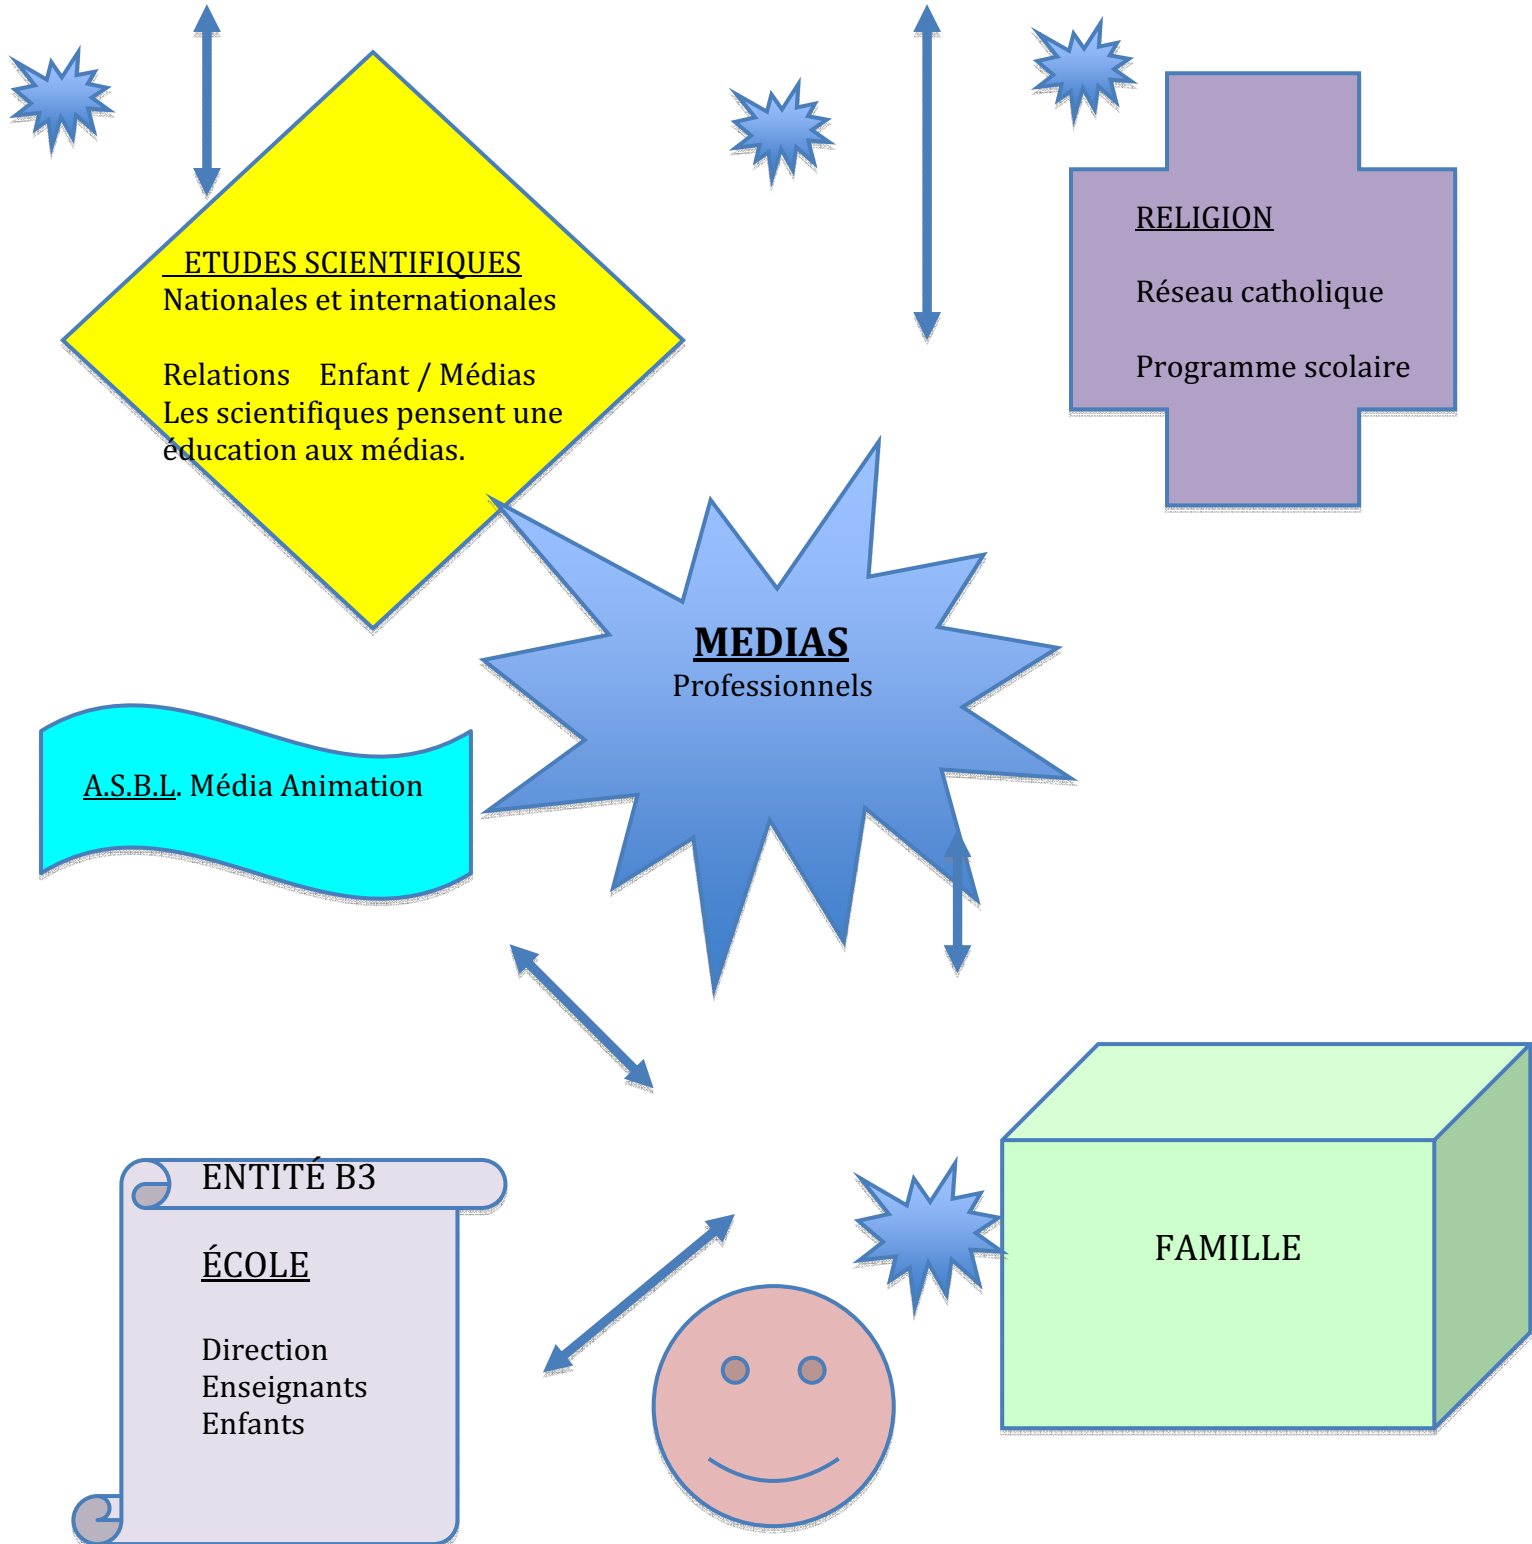 ETUDES SCIENTIFIQUES
Nationales et internationales
Relations Enfant / Médias
Les scientifiques pensent une
éducation aux médias.
RELIGION
Réseau catholique
Programme scolaire
MEDIAS
Professionnels
A.S.B.L. Média Animation
ENTITÉ B3
ÉCOLE
Direction
Enseignants
Enfants
FAMILLE